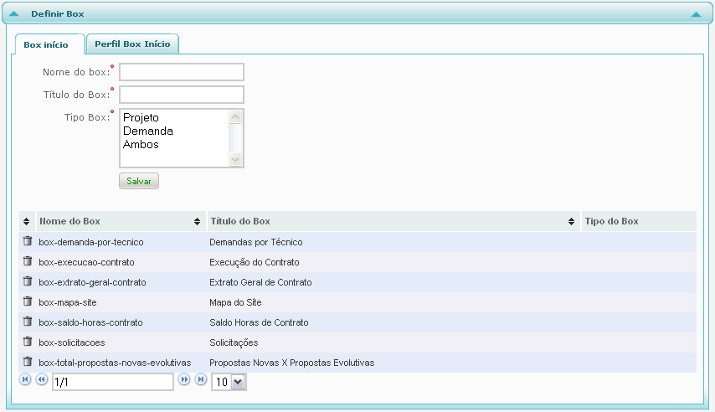 Definir Box
Box início Perfil Box Início
Nome do box:*
Título do Box:*
Tipo Box:*
Projeto
Demanda
Ambos
Salvar
Nome do Box Título do Box Tipo do Box
box-demanda-por-tecnico Demandas por Técnico
box-execucao-contrato Execução do Contrato
box-extrato-geral-contrato Extrato Geral de Contrato
box-mapa-site Mapa do Site
box-saldo-horas-contrato Saldo Horas de Contrato
box-solicitacoes Solicitações
box-total-propostas-novas-evolutivas Propostas Novas X Propostas Evolutivas
1/1 10